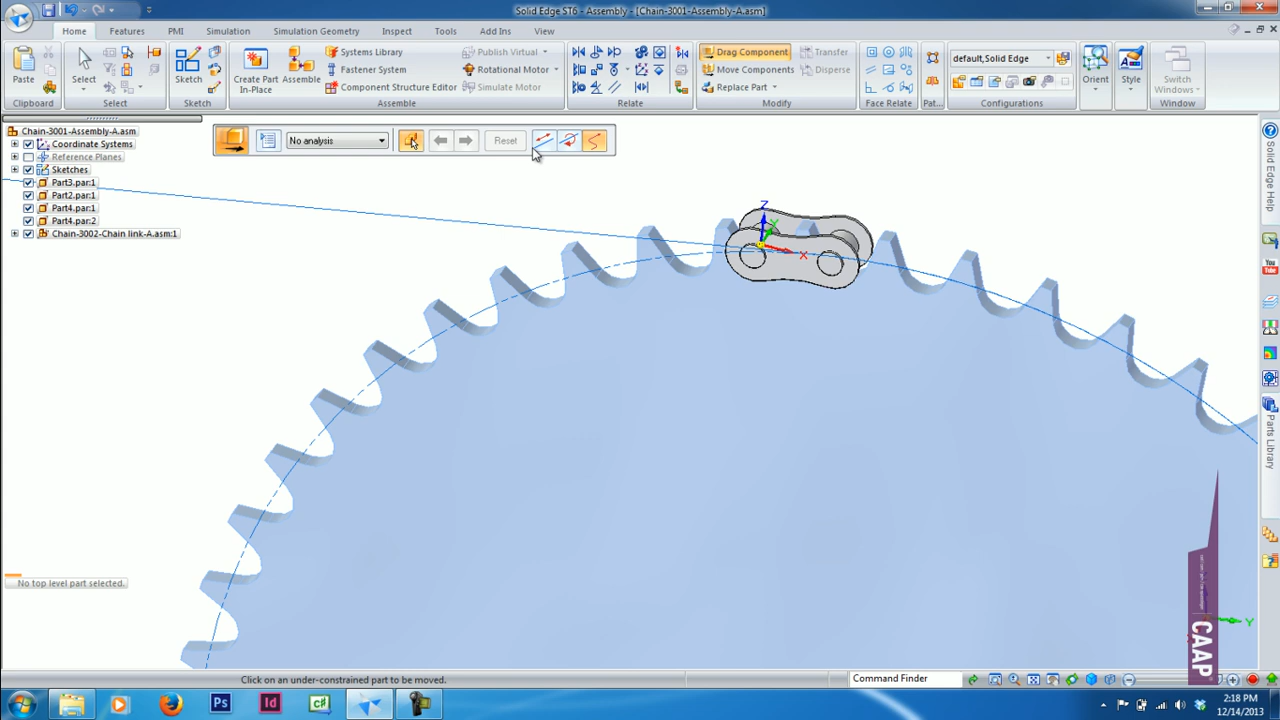 Solid Edge ST6 - Assembly - [Chain-3001-Assembly-A.asm]
Home Features PMI Simulation Simulation Geometry Inspect Tools Add Ins View
Paste
Clipboard
Select
Select
Sketch
Sketch
Create Part In-Place
Assembly
Systems Library
Fastener System
Component Structure Editor
Publish Virtual
Rotational Motor
Simulate Motor
Assemble
Relate
Drag Component
Move Components
Replace Part
Transfer
Disperse
Modify
Face Relate
Pat...
default,Solid Edge
Configurations
Orient
Style
Switch Windows
Window
No analysis
Reset
Chain-3001-Assembly-A.asm
Coordinate Systems
Reference Planes
Sketches
Part3.par:1
Part2.par:1
Part4.par:1
Part4.par:2
Chain-3002-Chain link-A.asm:1
Z
Y
X
Solid Edge Help
You Tube
Parts Library
No top level part selected.
Y
CAAP
Click on an under-constrained part to be moved.
Command Finder
Ps
Id
2:18 PM
12/14/2013